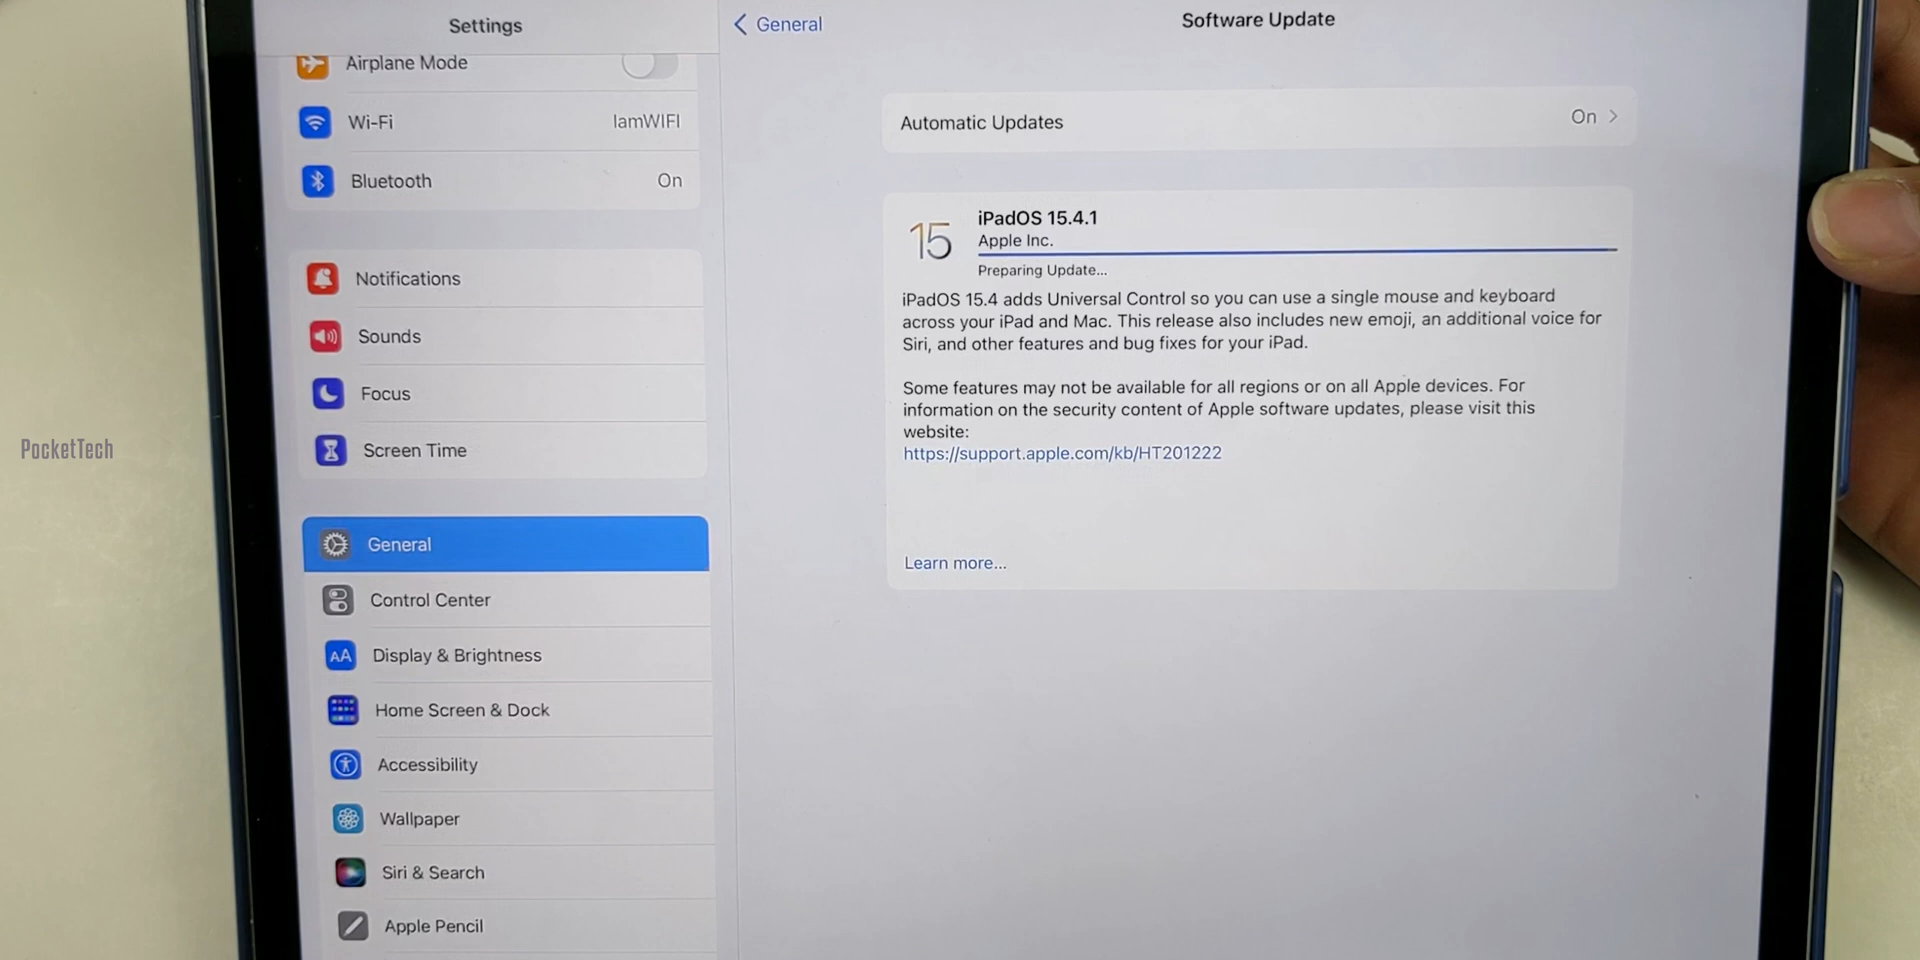 Settings
Airplane Mode
Wi-Fi IamWIFI
Bluetooth On
Notifications
Sounds
Focus
Screen Time
General
Control Center
AA Display & Brightness
Home Screen & Dock
Accessibility
Wallpaper
Siri & Search
Apple Pencil
General
Software Update
Automatic Updates On
15
iPadOS 15.4.1
Apple Inc.
Preparing Update...
iPadOS 15.4 adds Universal Control so you can use a single mouse and keyboard
across your iPad and Mac. This release also includes new emoji, an additional voice for
Siri, and other features and bug fixes for your iPad.
Some features may not be available for all regions or on all Apple devices. For
information on the security content of Apple software updates, please visit this
website:
https://support.apple.com/kb/HT201222
Learn more...
PocketTech